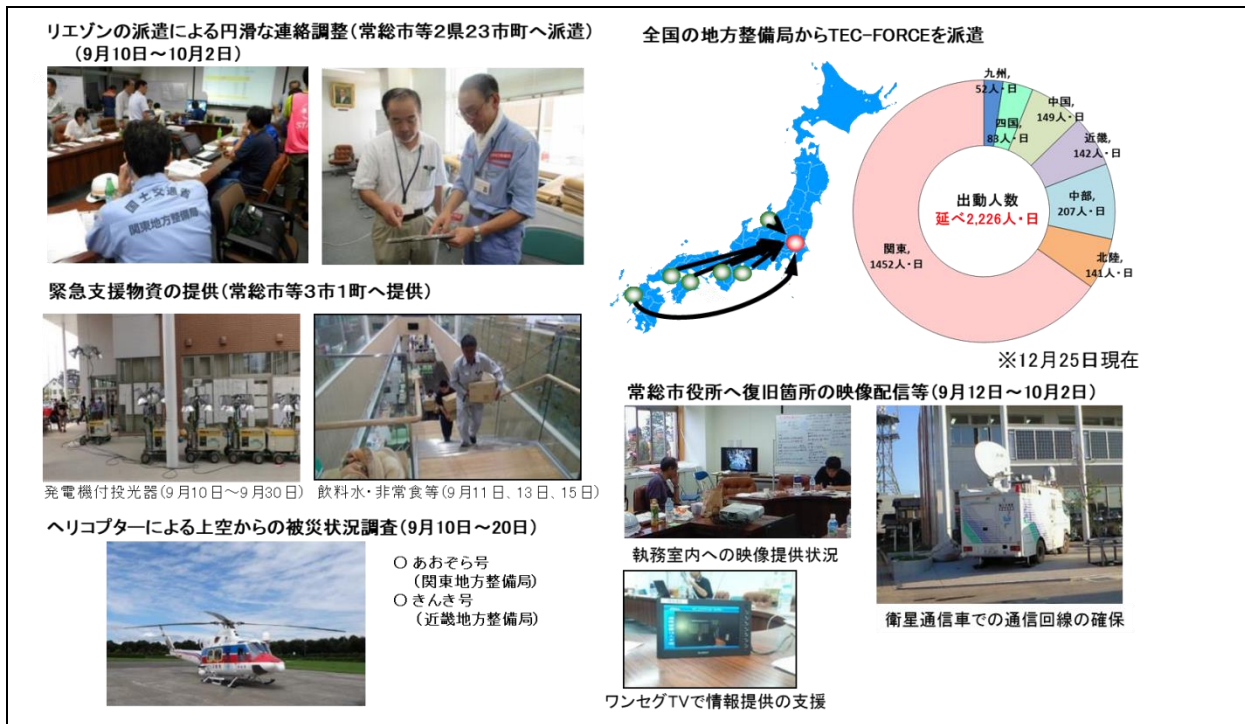 リエゾンの派遣による円滑な連絡調整(常総市等2県23市町へ派遣)
(9月10日～10月2日)
国土交通省
関東地方整備局
緊急支援物資の提供(常総市等3市1町へ提供)
発電機付投光器(9月10日～9月30日)
飲料水・非常食等(9月11日、13日、15日)
ヘリコプターによる上空からの被災状況調査(9月10日～20日)
○ あおぞら号
(関東地方整備局)
○ きんき号
(近畿地方整備局)
全国の地方整備局からTEC-FORCEを派遣
九州,
52人・日
四国,
83人・日
中国,
149人・日
近畿,
142人・日
中部,
207人・日
北陸,
141人・日
関東,
1452人・日
出動人数
延べ2,226人・日
※12月25日現在
常総市役所へ復旧箇所の映像配信等(9月12日～10月2日)
執務室内への映像提供状況
ワンセグTVで情報提供の支援
衛星通信車での通信回線の確保